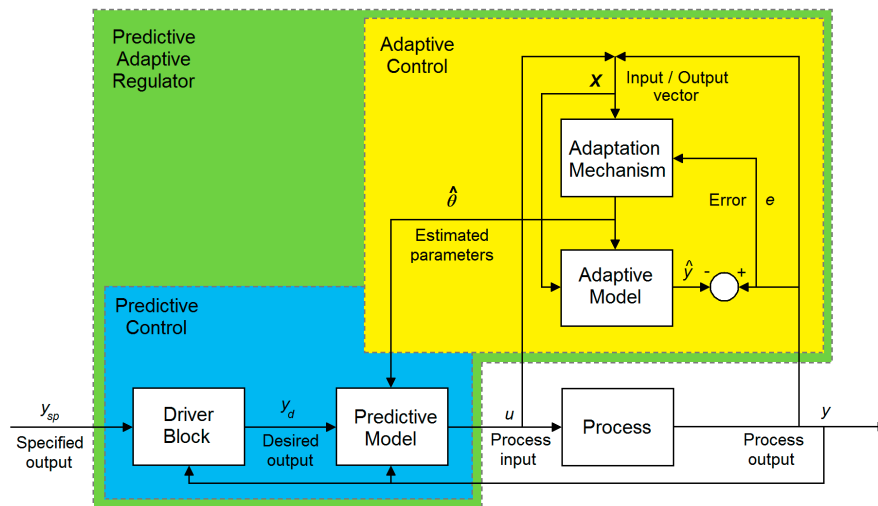 Predictive
Adaptive
Regulator
Adaptive
Control
X
Input / Output
vector
Adaptation
Mechanism
Error
e
θ̂
Estimated
parameters
Adaptive
Model
ŷ
-
+
Predictive
Control
y_sp
Specified
output
Driver
Block
y_d
Desired
output
Predictive
Model
u
Process
input
Process
y
Process
output